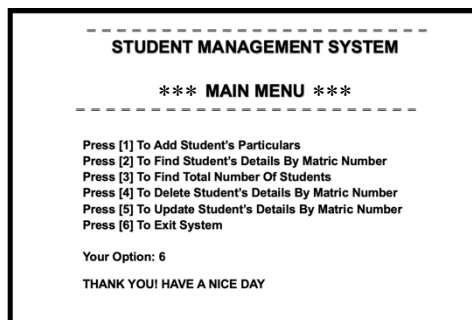 STUDENT MANAGEMENT SYSTEM
*** MAIN MENU ***
Press [1] To Add Student's Particulars
Press [2] To Find Student's Details By Matric Number
Press [3] To Find Total Number Of Students
Press [4] To Delete Student's Details By Matric Number
Press [5] To Update Student's Details By Matric Number
Press [6] To Exit System
Your Option: 6
THANK YOU! HAVE A NICE DAY